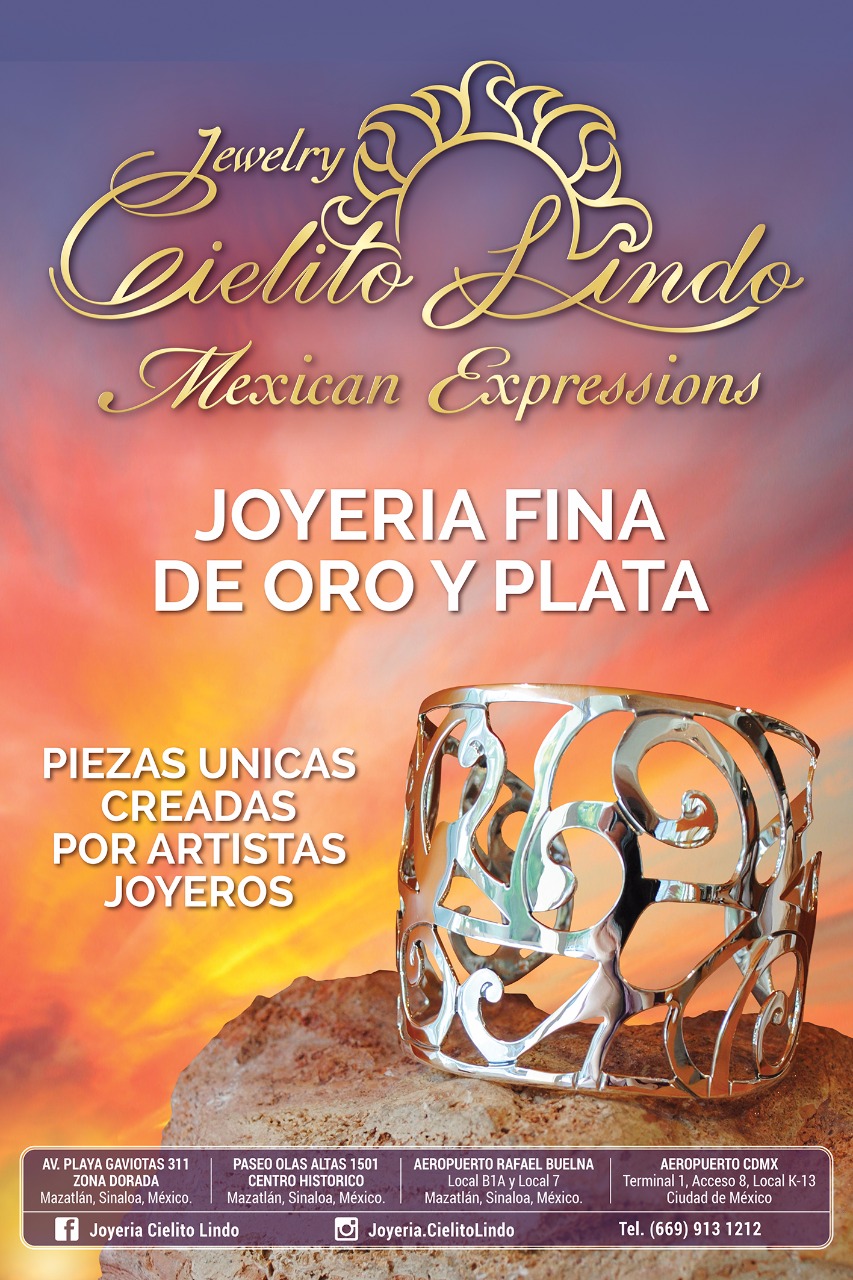 Jewelry
Cielito Lindo
Mexican Expressions
JOYERIA FINA
DE ORO Y PLATA
PIEZAS UNICAS
CREADAS
POR ARTISTAS
JOYEROS
AV. PLAYA GAVIOTAS 311
ZONA DORADA
Mazatlán, Sinaloa, México.
PASEO OLAS ALTAS 1501
CENTRO HISTORICO
Mazatlán, Sinaloa, México.
AEROPUERTO RAFAEL BUELNA
Local B1A y Local 7
Mazatlán, Sinaloa, México.
AEROPUERTO CDMX
Terminal 1, Acceso 8, Local K-13
Ciudad de México
Joyeria Cielito Lindo
Joyeria.CielitoLindo
Tel. (669) 913 1212